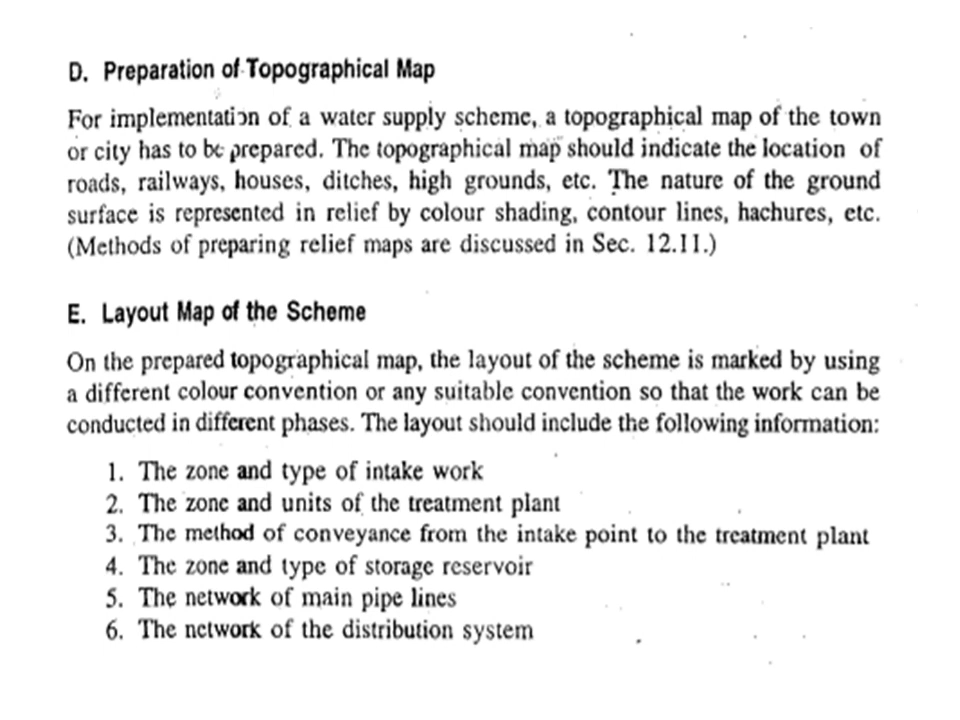 D. Preparation of Topographical Map
For implementation of a water supply scheme, a topographical map of the town
or city has to be prepared. The topographical map should indicate the location of
roads, railways, houses, ditches, high grounds, etc. The nature of the ground
surface is represented in relief by colour shading, contour lines, hachures, etc.
(Methods of preparing relief maps are discussed in Sec. 12.11.)
E. Layout Map of the Scheme
On the prepared topographical map, the layout of the scheme is marked by using
a different colour convention or any suitable convention so that the work can be
conducted in different phases. The layout should include the following information:
1. The zone and type of intake work
2. The zone and units of the treatment plant
3. The method of conveyance from the intake point to the treatment plant
4. The zone and type of storage reservoir
5. The network of main pipe lines
6. The network of the distribution system